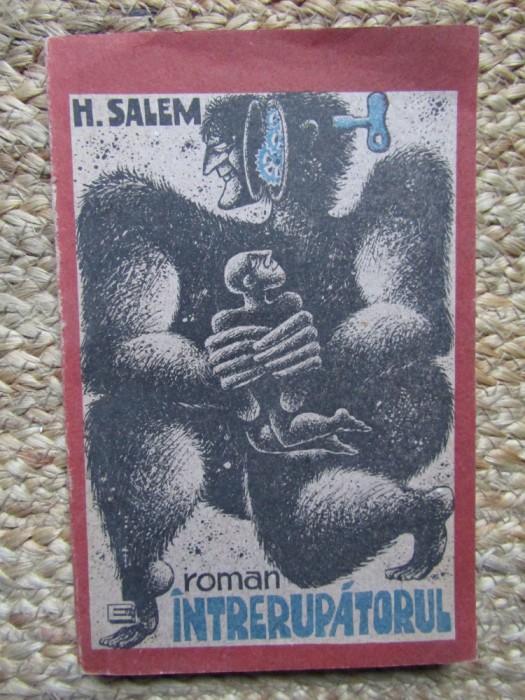 H. SALEM
roman
ÎNTRERUPĂTORUL
E